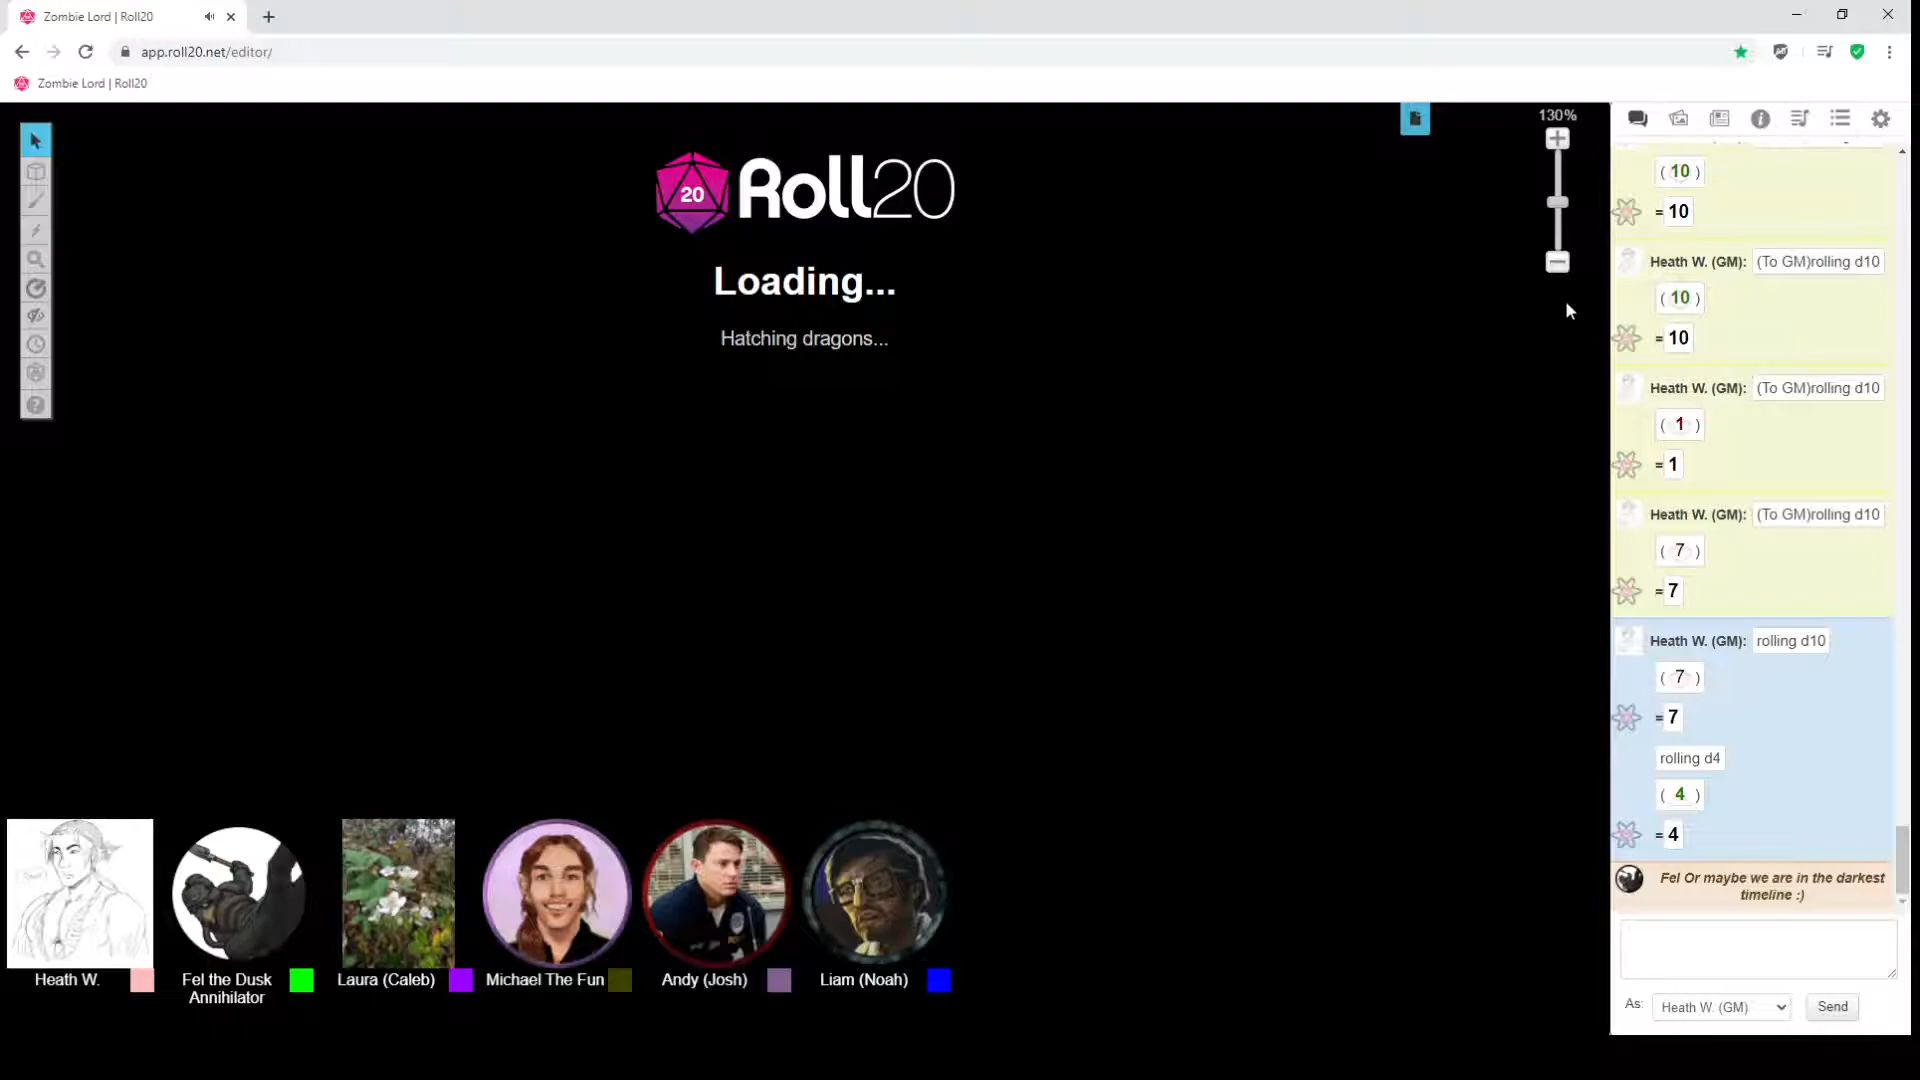 Zombie Lord | Roll20
app.roll20.net/editor/
Zombie Lord | Roll20
130%
20 Roll20
Loading...
Hatching dragons...
( 10 )
= 10
Heath W. (GM): (To GM)rolling d10
( 10 )
= 10
Heath W. (GM): (To GM)rolling d10
( 1 )
= 1
Heath W. (GM): (To GM)rolling d10
( 7 )
= 7
Heath W. (GM): rolling d10
( 7 )
= 7
rolling d4
( 4 )
= 4
Fel Or maybe we are in the darkest
timeline :)
As: Heath W. (GM) Send
Heath W.
Fel the Dusk
Annihilator
Laura (Caleb)
Michael The Fun
Andy (Josh)
Liam (Noah)